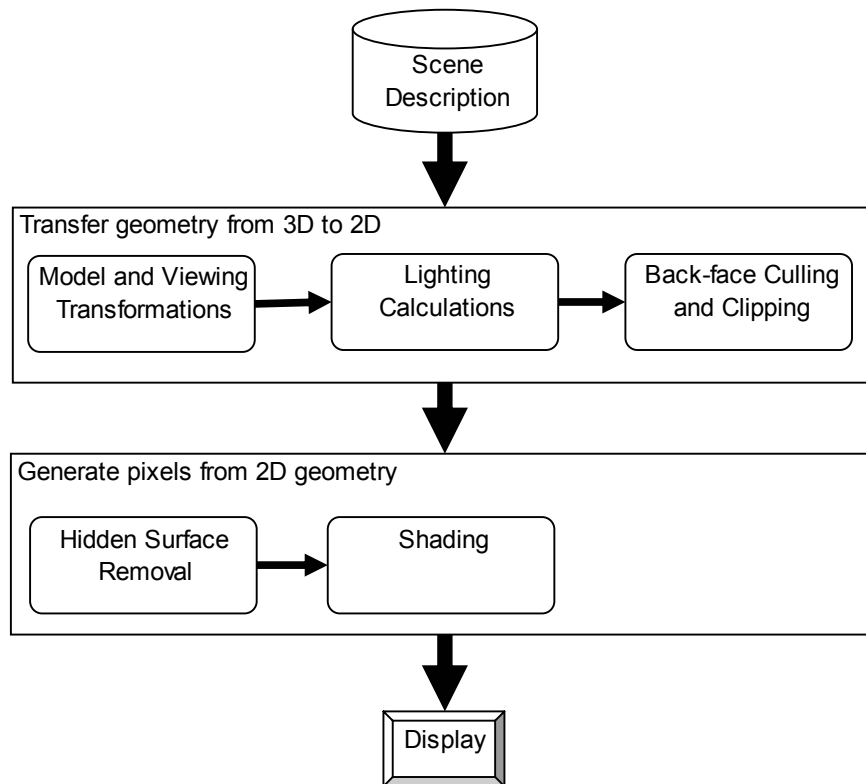 Scene
Description
Transfer geometry from 3D to 2D
Model and Viewing
Transformations
Lighting
Calculations
Back-face Culling
and Clipping
Generate pixels from 2D geometry
Hidden Surface
Removal
Shading
Display